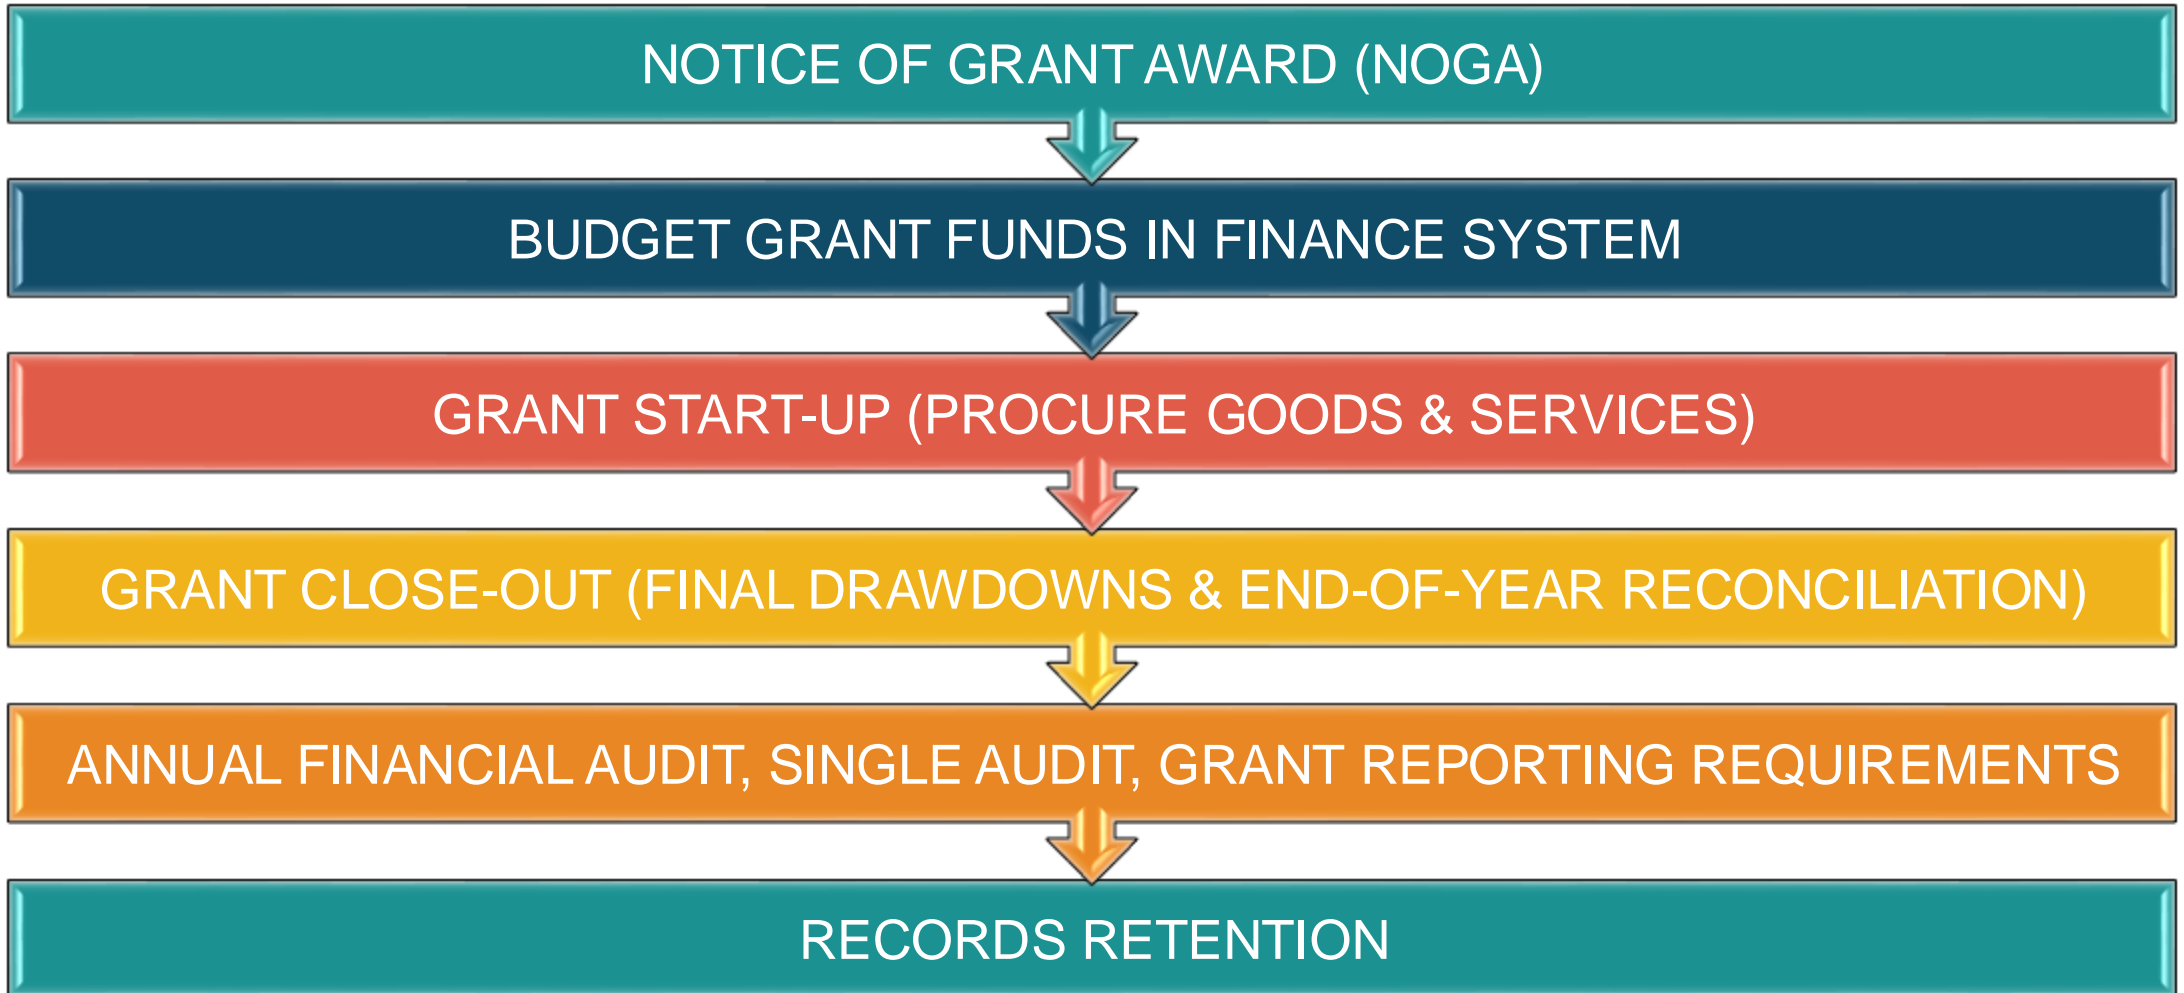 NOTICE OF GRANT AWARD (NOGA)
BUDGET GRANT FUNDS IN FINANCE SYSTEM
GRANT START-UP (PROCURE GOODS & SERVICES)
GRANT CLOSE-OUT (FINAL DRAWDOWNS & END-OF-YEAR RECONCILIATION)
ANNUAL FINANCIAL AUDIT, SINGLE AUDIT, GRANT REPORTING REQUIREMENTS
RECORDS RETENTION